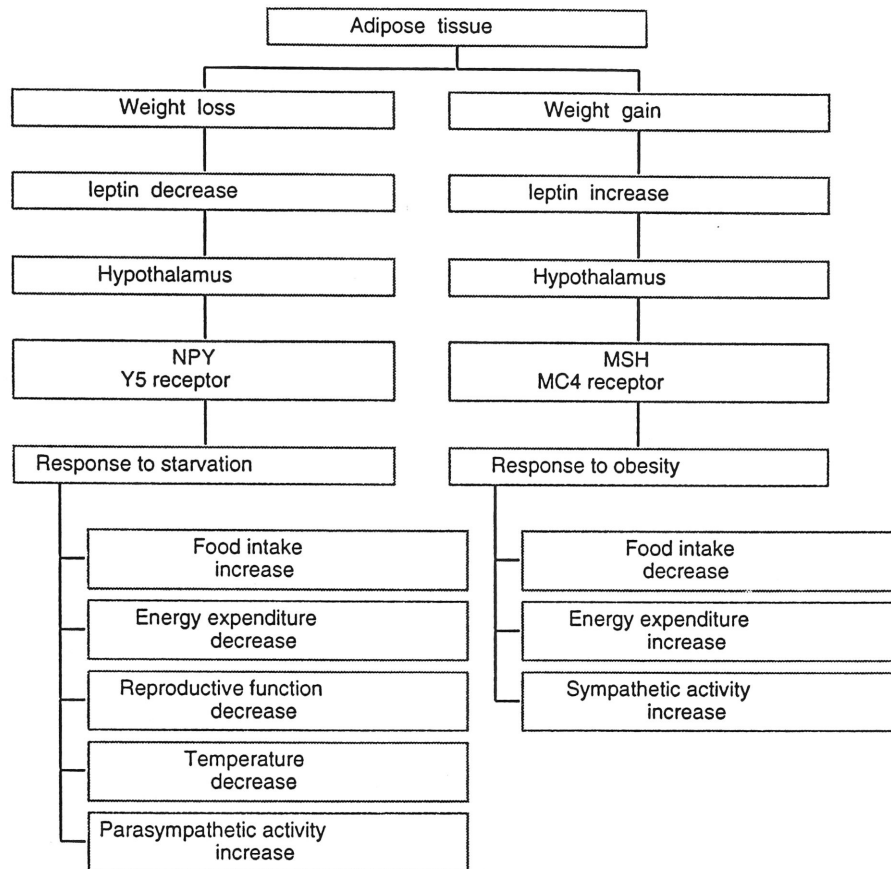 Adipose tissue
Weight loss
leptin decrease
Hypothalamus
NPY
Y5 receptor
Response to starvation
Food intake
increase
Energy expenditure
decrease
Reproductive function
decrease
Temperature
decrease
Parasympathetic activity
increase
Weight gain
leptin increase
Hypothalamus
MSH
MC4 receptor
Response to obesity
Food intake
decrease
Energy expenditure
increase
Sympathetic activity
increase